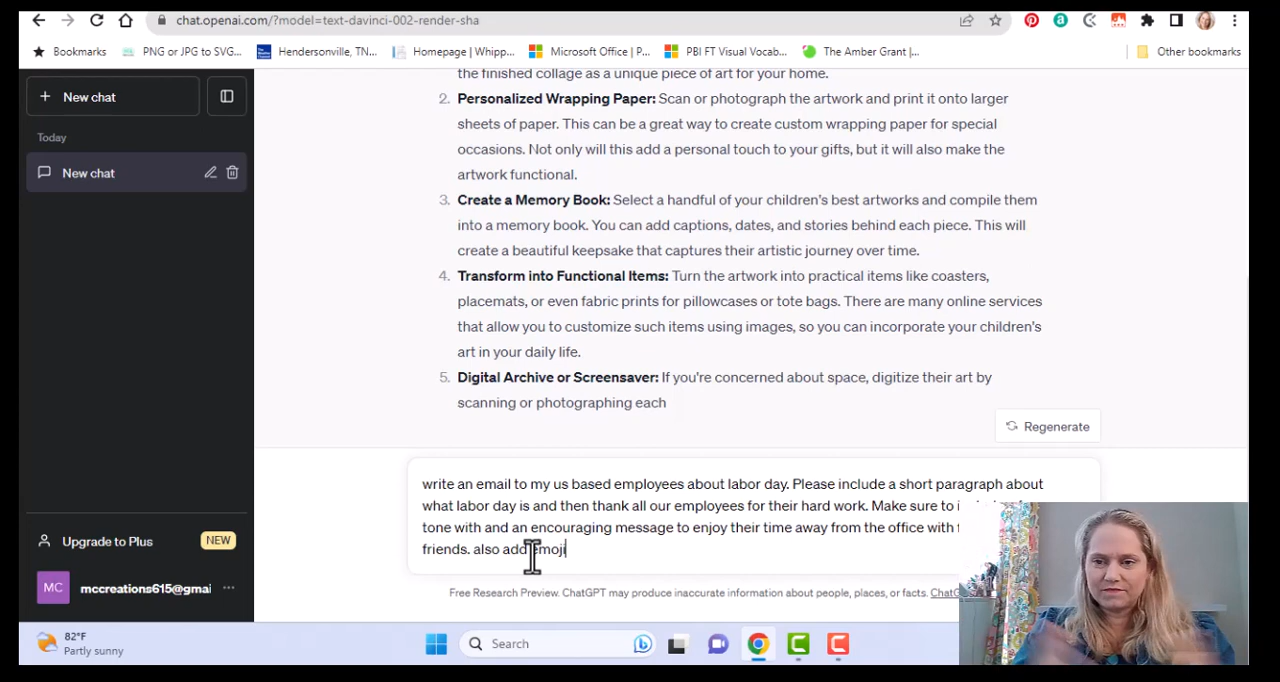 chat.openai.com/?model=text-davinci-002-render-sha
Bookmarks PNG or JPG to SVG... Hendersonville, TN... Homepage | Whipp... Microsoft Office | P... PBI FT Visual Vocab... The Amber Grant |... Other bookmarks
+ New chat
Today
New chat
the finished collage as a unique piece of art for your home.
2. Personalized Wrapping Paper: Scan or photograph the artwork and print it onto larger
sheets of paper. This can be a great way to create custom wrapping paper for special
occasions. Not only will this add a personal touch to your gifts, but it will also make the
artwork functional.
3. Create a Memory Book: Select a handful of your children's best artworks and compile them
into a memory book. You can add captions, dates, and stories behind each piece. This will
create a beautiful keepsake that captures their artistic journey over time.
4. Transform into Functional Items: Turn the artwork into practical items like coasters,
placemats, or even fabric prints for pillowcases or tote bags. There are many online services
that allow you to customize such items using images, so you can incorporate your children's
art in your daily life.
5. Digital Archive or Screensaver: If you're concerned about space, digitize their art by
scanning or photographing each
Regenerate
write an email to my us based employees about labor day. Please include a short paragraph about
what labor day is and then thank all our employees for their hard work. Make sure to
tone with and an encouraging message to enjoy their time away from the office with
friends. also add emoji
Free Research Preview. ChatGPT may produce inaccurate information about people, places, or facts.
Upgrade to Plus NEW
MC mccreations615@gmai ...
82°F
Partly sunny
Search